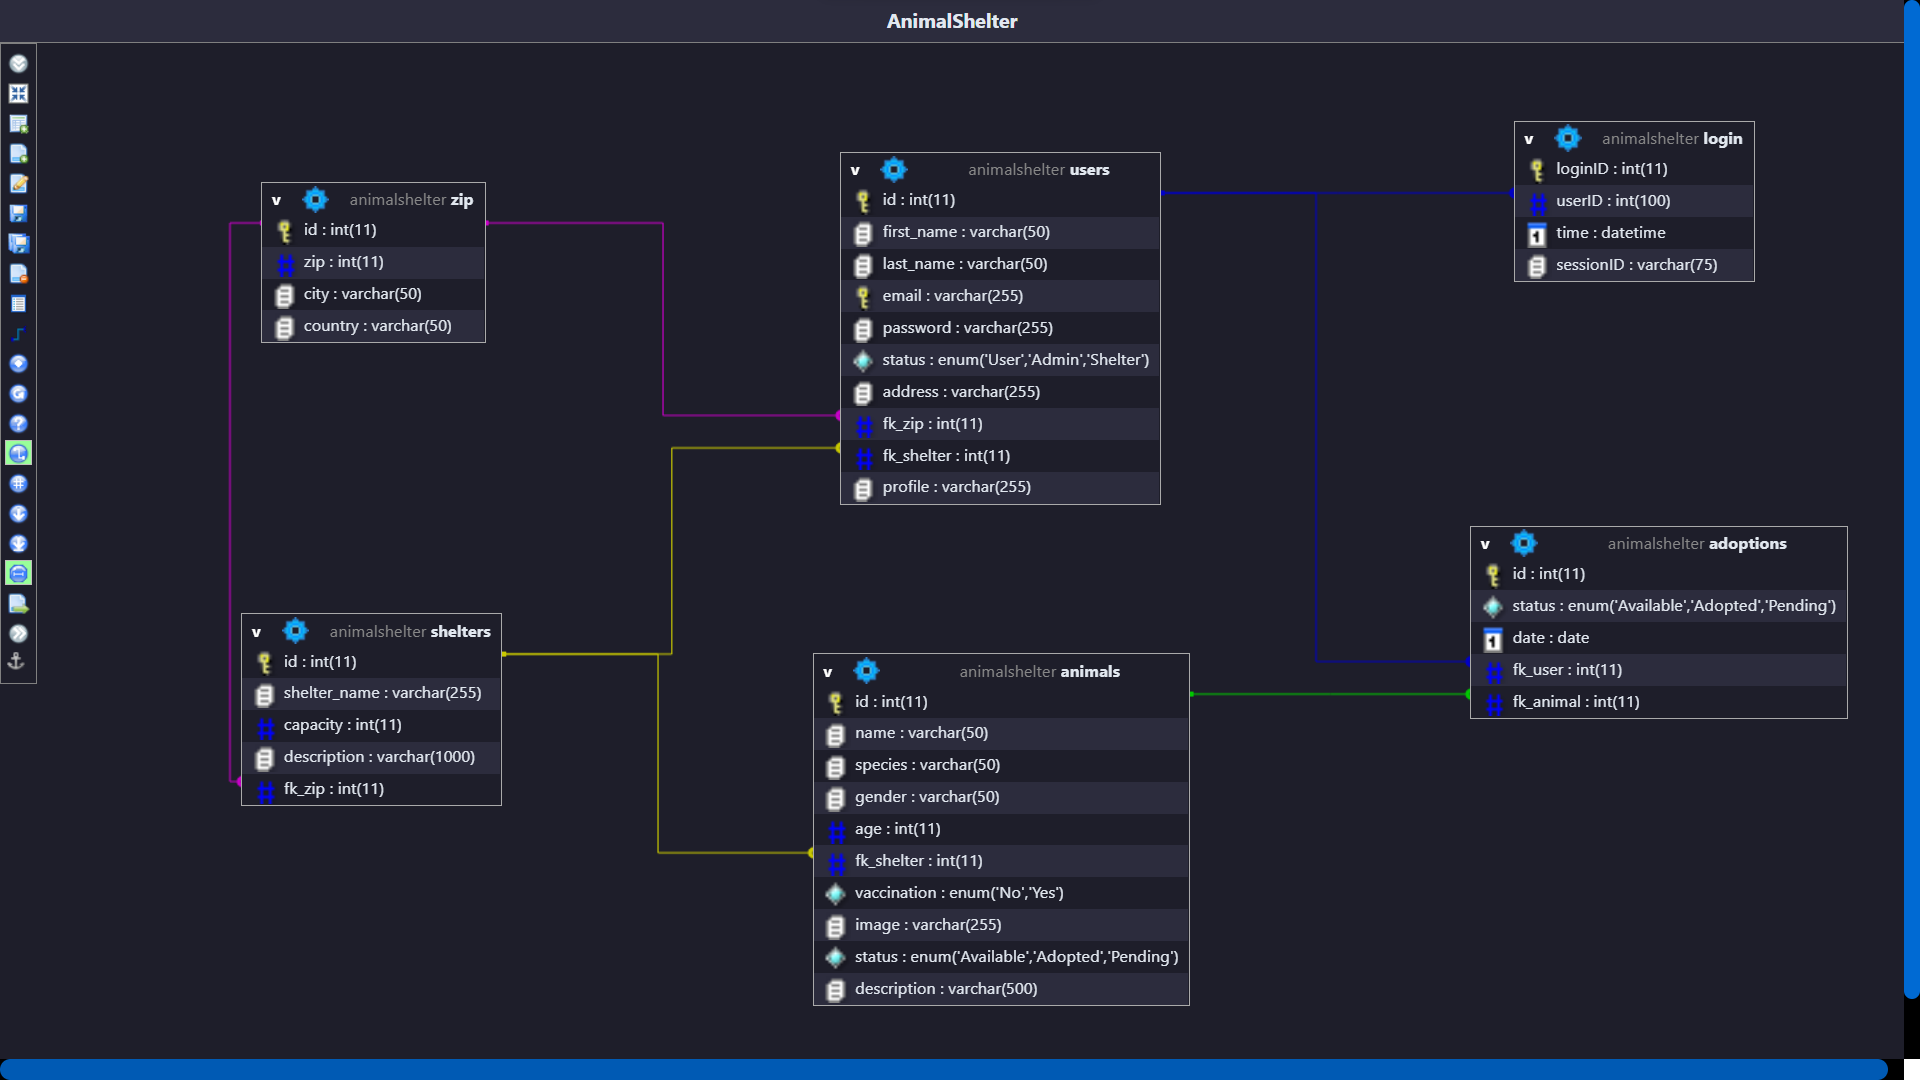 AnimalShelter
v animalshelter zip
id : int(11)
zip : int(11)
city : varchar(50)
country : varchar(50)
v animalshelter users
id : int(11)
first_name : varchar(50)
last_name : varchar(50)
email : varchar(255)
password : varchar(255)
status : enum('User','Admin','Shelter')
address : varchar(255)
fk_zip : int(11)
fk_shelter : int(11)
profile : varchar(255)
v animalshelter login
loginID : int(11)
userID : int(100)
time : datetime
sessionID : varchar(75)
v animalshelter shelters
id : int(11)
shelter_name : varchar(255)
capacity : int(11)
description : varchar(1000)
fk_zip : int(11)
v animalshelter animals
id : int(11)
name : varchar(50)
species : varchar(50)
gender : varchar(50)
age : int(11)
fk_shelter : int(11)
vaccination : enum('No','Yes')
image : varchar(255)
status : enum('Available','Adopted','Pending')
description : varchar(500)
v animalshelter adoptions
id : int(11)
status : enum('Available','Adopted','Pending')
date : date
fk_user : int(11)
fk_animal : int(11)